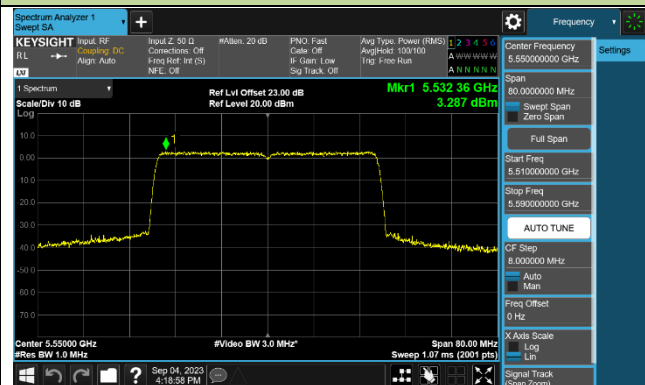 Spectrum Analyzer 1
Swept SA
+
Frequency
KEYSIGHT
RL
LXI
Input: RF
Coupling: DC
Align: Auto
Input Z: 50 Ω
Corrections: Off
Freq Ref: Int (S)
NFE: Off
#Atten: 20 dB
PNO: Fast
Gate: Off
IF Gain: Low
Sig Track: Off
Avg Type: Power (RMS)
Avg|Hold: 100/100
Trig: Free Run
1 2 3 4 5 6
A W W W W W
A N N N N N
1 Spectrum
Scale/Div 10 dB
Log
Ref Lvl Offset 23.00 dB
Ref Level 20.00 dBm
Mkr1 5.532 36 GHz
3.287 dBm
1
10.0
0.00
-10.0
-20.0
-30.0
-40.0
-50.0
-60.0
-70.0
Center 5.55000 GHz
#Res BW 1.0 MHz
#Video BW 3.0 MHz*
Span 80.00 MHz
Sweep 1.07 ms (2001 pts)
Center Frequency
5.550000000 GHz
Settings
Span
80.0000000 MHz
Swept Span
Zero Span
Full Span
Start Freq
5.510000000 GHz
Stop Freq
5.590000000 GHz
AUTO TUNE
CF Step
8.000000 MHz
Auto
Man
Freq Offset
0 Hz
X Axis Scale
Log
Lin
Signal Track
(Span Zoom)
?
Sep 04, 2023
4:18:58 PM